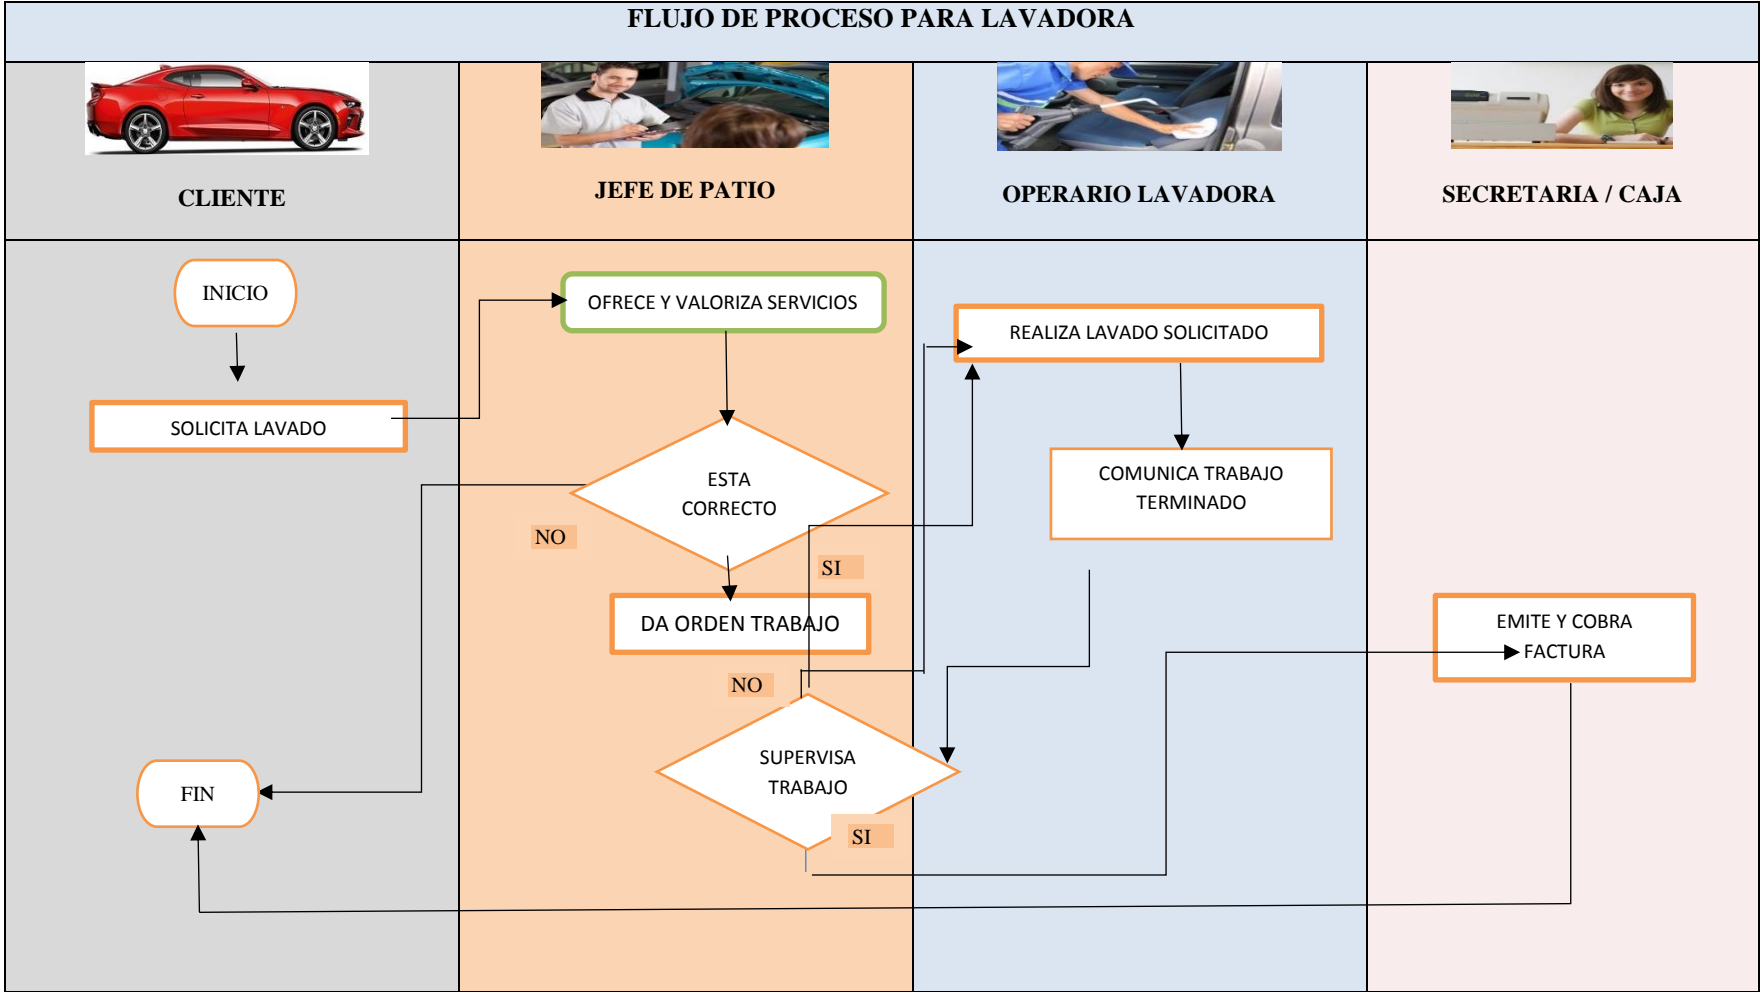 FLUJO DE PROCESO PARA LAVADORA
CLIENTE
JEFE DE PATIO
OPERARIO LAVADORA
SECRETARIA / CAJA
INICIO
OFRECE Y VALORIZA SERVICIOS
REALIZA LAVADO SOLICITADO
SOLICITA LAVADO
ESTA
CORRECTO
COMUNICA TRABAJO
TERMINADO
NO
SI
DA ORDEN TRABAJO
EMITE Y COBRA
FACTURA
NO
SUPERVISA
TRABAJO
FIN
SI